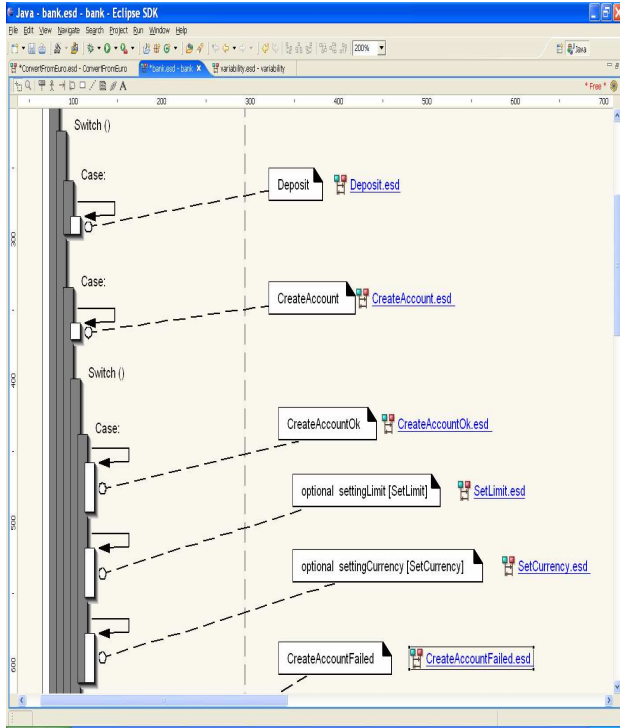 Java - bank.esd - bank - Eclipse SDK
File Edit View Navigate Search Project Run Window Help
200%
Java
*ConvertFromEuro.esd - ConvertFromEuro
*bank.esd - bank
variability.esd - variability
* Free *
100 200 300 400 500 600 700
Switch ()
Case:
Deposit Deposit.esd
300
Case:
CreateAccount CreateAccount.esd
Switch ()
400
Case:
CreateAccountOk CreateAccountOk.esd
optional settingLimit [SetLimit] SetLimit.esd
500
optional settingCurrency [SetCurrency] SetCurrency.esd
CreateAccountFailed CreateAccountFailed.esd
600